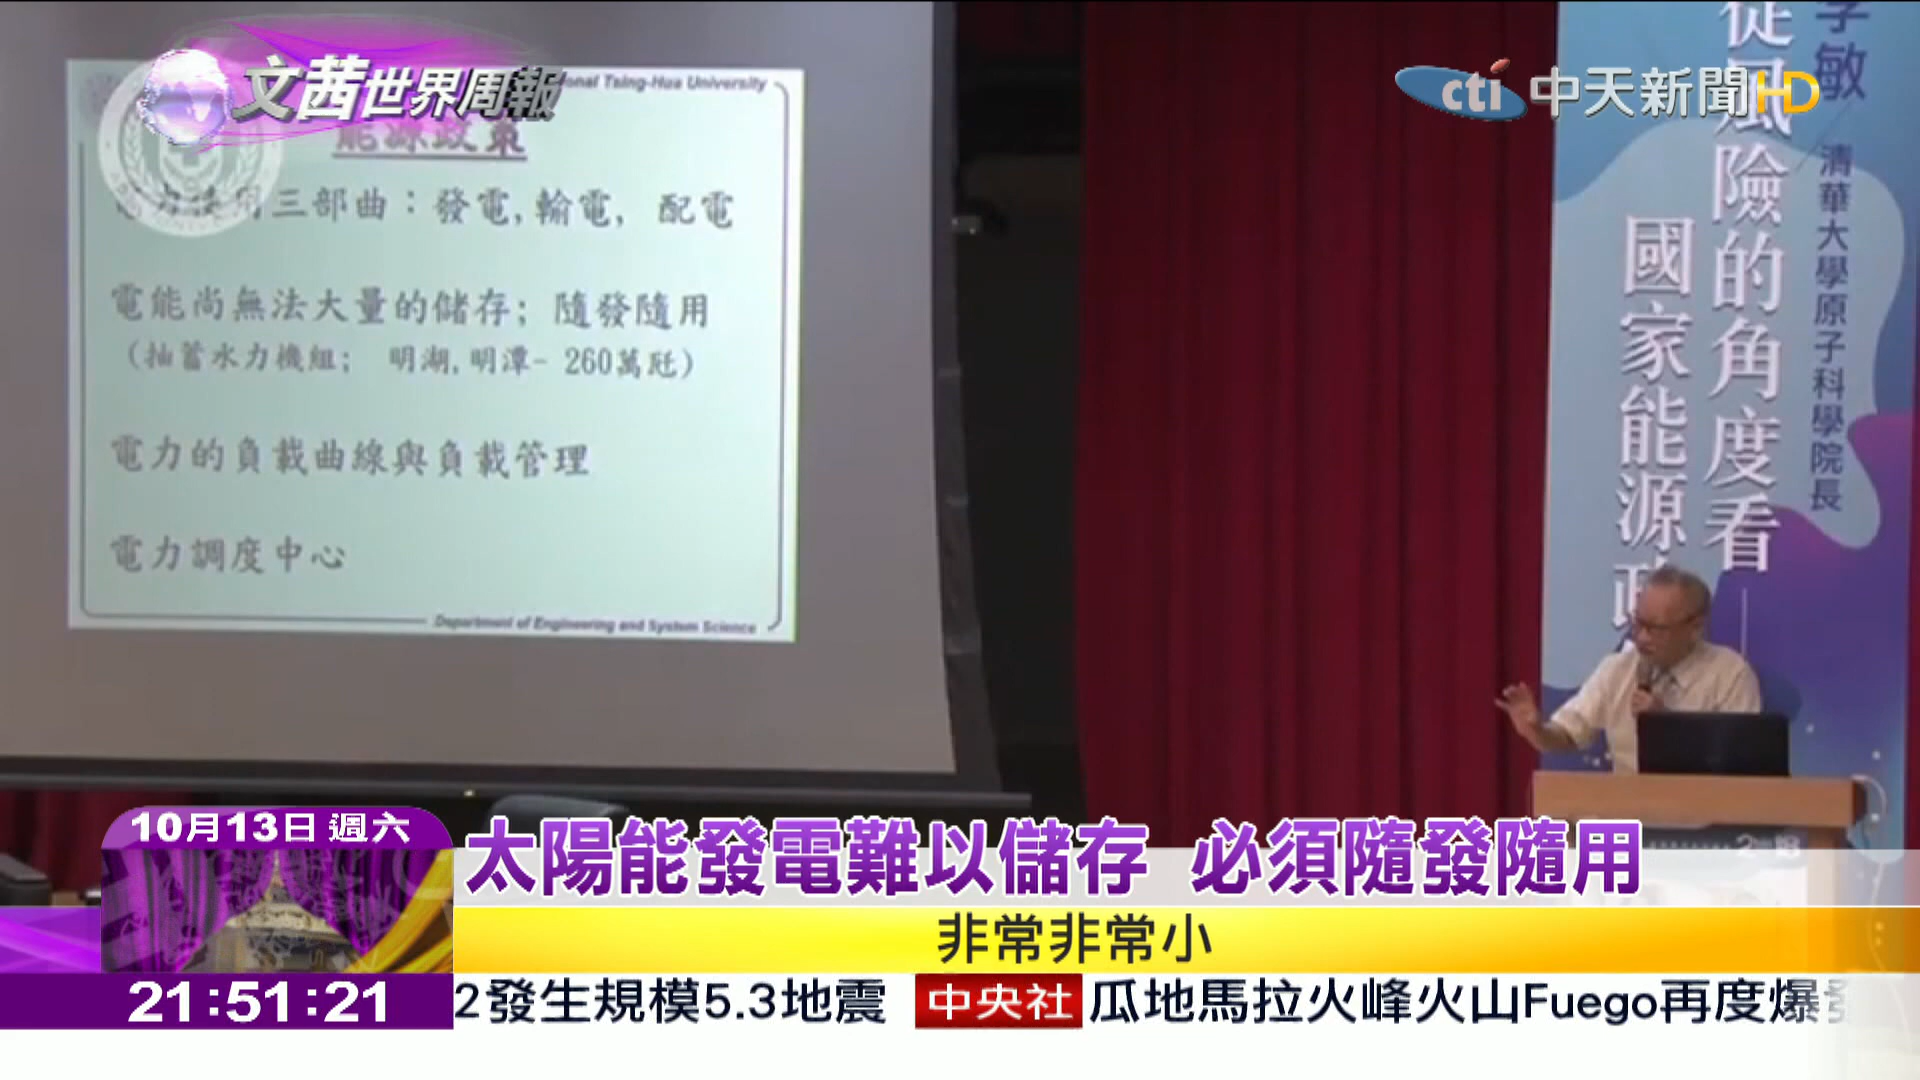 文茜世界周報
cti 中天新聞HD
onal Tsing-Hua University
能源政策
三部曲：發電,輸電, 配電
電能尚無法大量的儲存; 隨發隨用
(抽蓄水力機組; 明湖,明潭- 260萬瓩)
電力的負載曲線與負載管理
電力調度中心
Department of Engineering and System Science
李敏
清華大學原子科學院長
從風險的角度看
國家能源政
10月13日 週六
太陽能發電難以儲存 必須隨發隨用
非常非常小
21:51:21
2發生規模5.3地震 中央社 瓜地馬拉火峰火山Fuego再度爆發